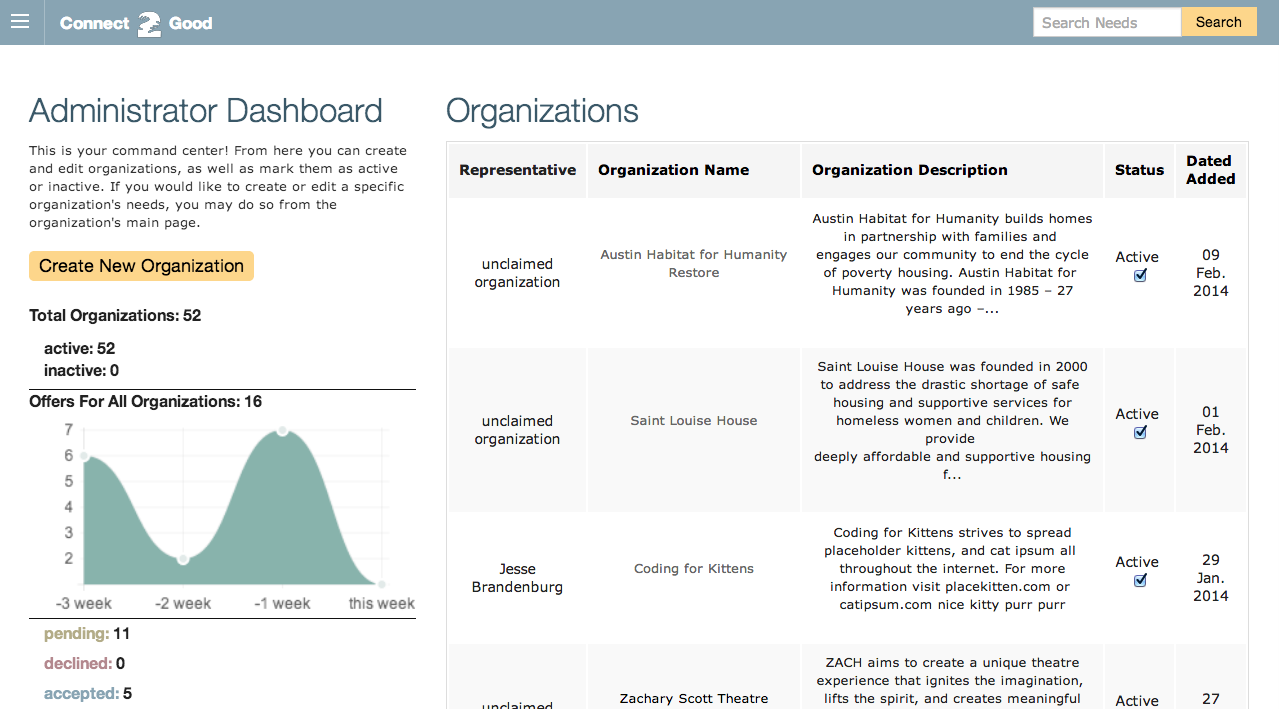 Connect 2 Good
Search Needs
Search
Administrator Dashboard
This is your command center! From here you can create
and edit organizations, as well as mark them as active
or inactive. If you would like to create or edit a specific
organization's needs, you may do so from the
organization's main page.
Create New Organization
Total Organizations: 52
active: 52
inactive: 0
Offers For All Organizations: 16
7
6
5
4
3
2
-3 week
-2 week
-1 week
this week
pending: 11
declined: 0
accepted: 5
Organizations
Representative
Organization Name
Organization Description
Status
Dated
Added
unclaimed
organization
Austin Habitat for Humanity
Restore
Austin Habitat for Humanity builds homes
in partnership with families and
engages our community to end the cycle
of poverty housing. Austin Habitat for
Humanity was founded in 1985 – 27
years ago –...
Active
09
Feb.
2014
unclaimed
organization
Saint Louise House
Saint Louise House was founded in 2000
to address the drastic shortage of safe
housing and supportive services for
homeless women and children. We
provide
deeply affordable and supportive housing
f...
Active
01
Feb.
2014
Jesse
Brandenburg
Coding for Kittens
Coding for Kittens strives to spread
placeholder kittens, and cat ipsum all
throughout the internet. For more
information visit placekitten.com or
catipsum.com nice kitty purr purr
Active
29
Jan.
2014
unclaimed
Zachary Scott Theatre
ZACH aims to create a unique theatre
experience that ignites the imagination,
lifts the spirit, and creates meaningful
Active
27